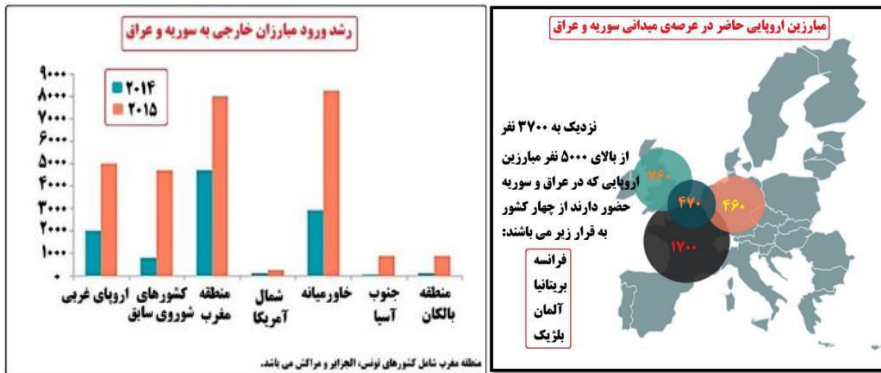 رشد ورود مبارزان خارجی به سوریه و عراق
۹۰۰۰
۸۰۰۰
۷۰۰۰
۶۰۰۰
۵۰۰۰
۴۰۰۰
۳۰۰۰
۲۰۰۰
۱۰۰۰
۰
۲۰۱۴
۲۰۱۵
اروپای غربی
کشورهای
شوروی سابق
منطقه
مغرب
شمال
آمریکا
خاورمیانه
جنوب
آسیا
منطقه
بالکان
منطقه مغرب شامل کشورهای تونس، الجزایر و مراکش می باشد.
مبارزین اروپایی حاضر در عرصه‌ی میدانی سوریه و عراق
نزدیک به ۳۷۰۰ نفر
از بالای ۵۰۰۰ نفر مبارزین
اروپایی که در عراق و سوریه
حضور دارند از چهار کشور
به قرار زیر می باشند:
فرانسه
بریتانیا
آلمان
بلژیک
۷۶۰
۴۷۰
۴۶۰
۱۷۰۰